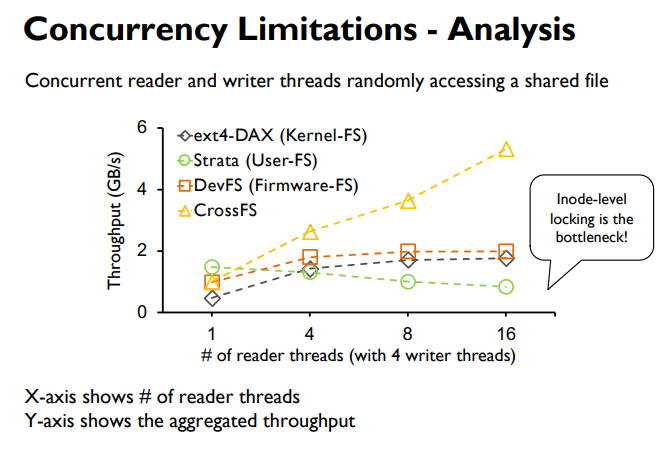 Concurrency Limitations - Analysis
Concurrent reader and writer threads randomly accessing a shared file
6
4
2
0
Throughput (GB/s)
ext4-DAX (Kernel-FS)
Strata (User-FS)
DevFS (Firmware-FS)
CrossFS
Inode-level
locking is the
bottleneck!
1 4 8 16
# of reader threads (with 4 writer threads)
X-axis shows # of reader threads
Y-axis shows the aggregated throughput